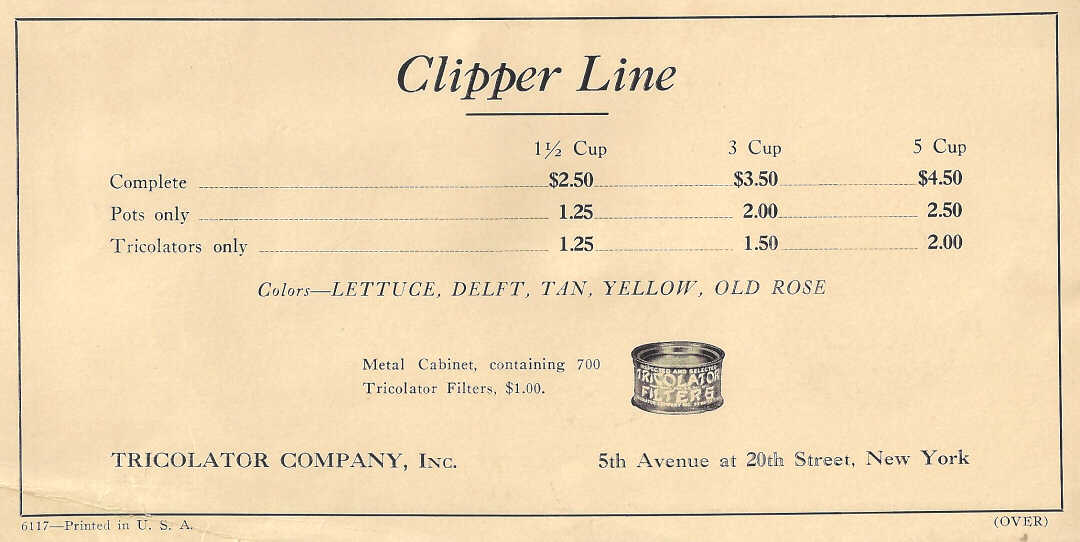 Clipper Line
1½ Cup 3 Cup 5 Cup
Complete $2.50 $3.50 $4.50
Pots only 1.25 2.00 2.50
Tricolators only 1.25 1.50 2.00
Colors—LETTUCE, DELFT, TAN, YELLOW, OLD ROSE
Metal Cabinet, containing 700
Tricolator Filters, $1.00.
INSPECTED AND SELECTED
TRICOLATOR
FILTERS
TRICOLATOR COMPANY, INC.
5th Avenue at 20th Street, New York
6117—Printed in U. S. A.
(OVER)